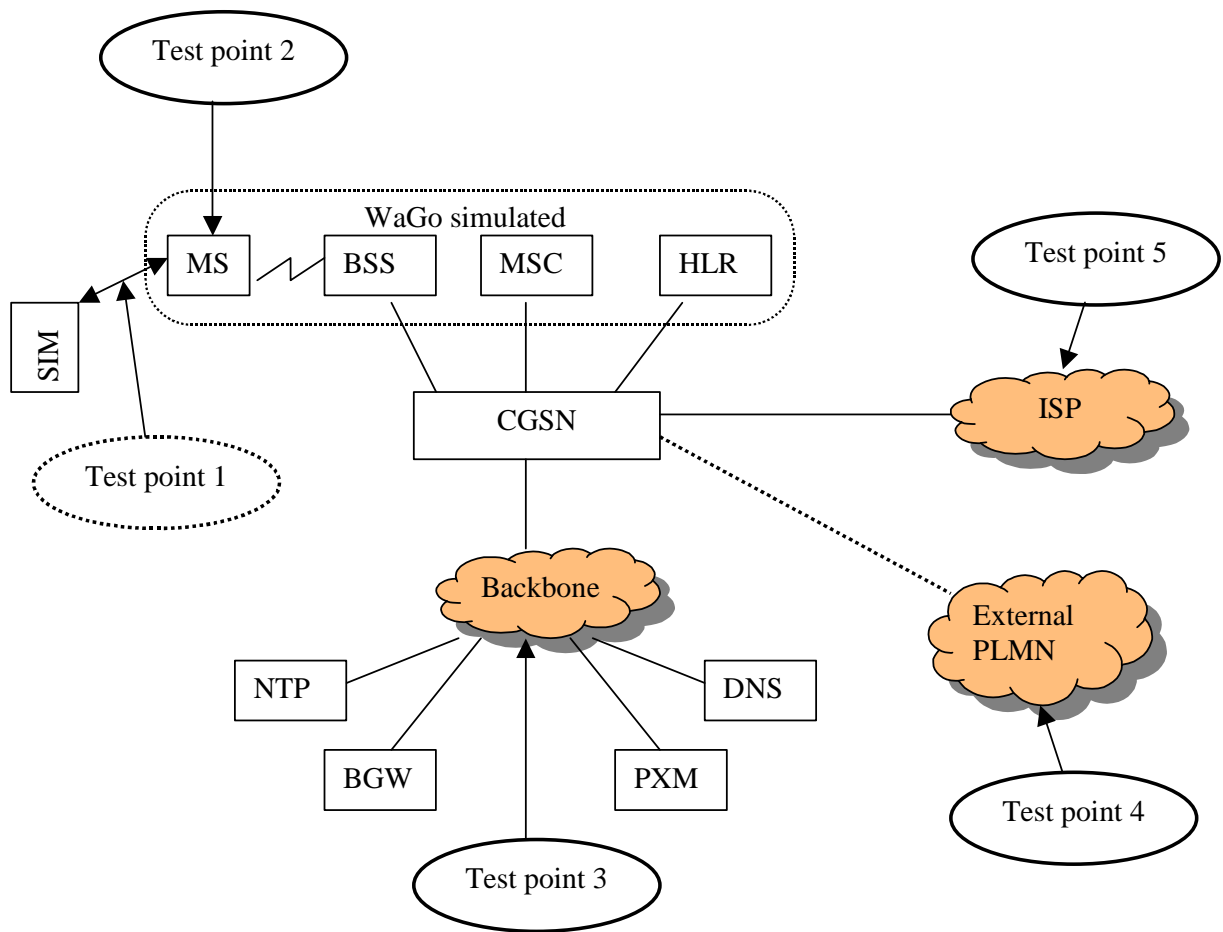 Test point 2
WaGo simulated
MS
BSS
MSC
HLR
Test point 5
SIM
CGSN
ISP
Test point 1
Backbone
External
PLMN
NTP
DNS
BGW
PXM
Test point 4
Test point 3